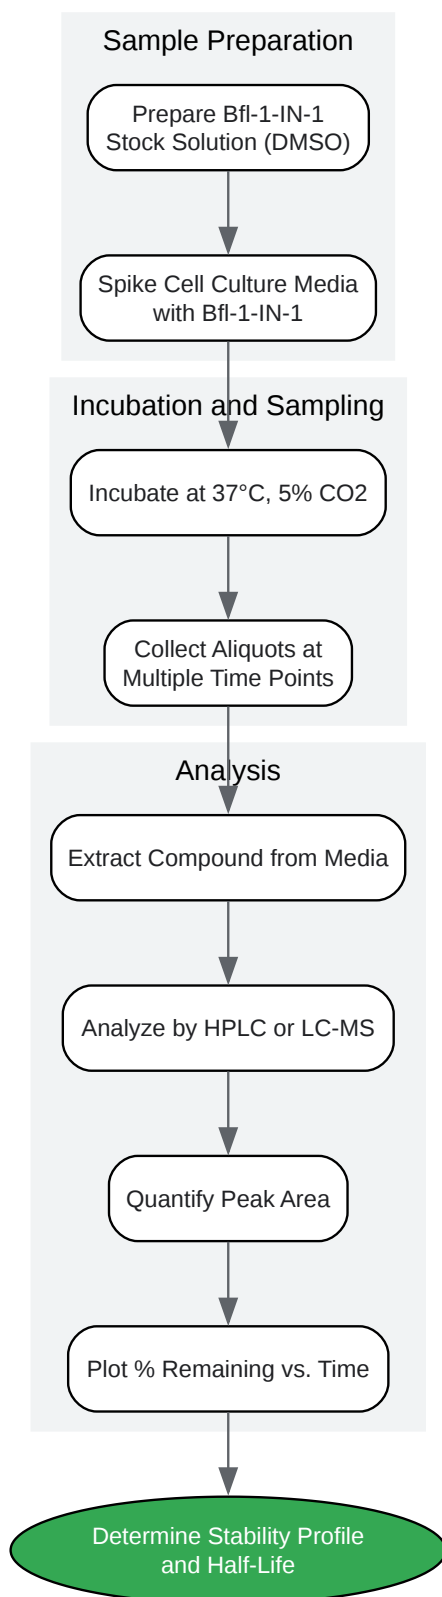 Sample Preparation
Prepare Bfl-1-IN-1
Stock Solution (DMSO)
Spike Cell Culture Media
with Bfl-1-IN-1
Incubation and Sampling
Incubate at 37°C, 5% CO2
Collect Aliquots at
Multiple Time Points
Analysis
Extract Compound from Media
Analyze by HPLC or LC-MS
Quantify Peak Area
Plot % Remaining vs. Time
Determine Stability Profile
and Half-Life